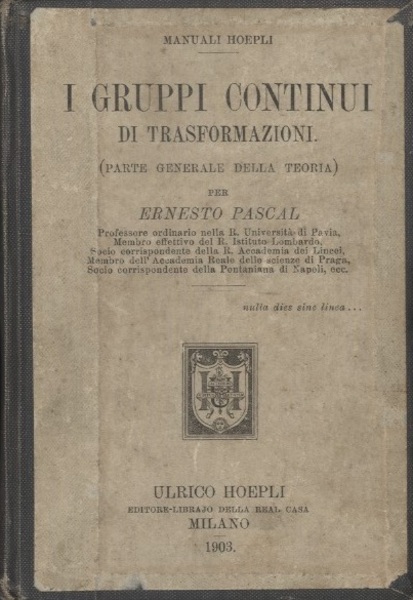 MANUALI HOEPLI
I GRUPPI CONTINUI
DI TRASFORMAZIONI.
(PARTE GENERALE DELLA TEORIA)
PER
ERNESTO PASCAL
Professore ordinario nella R. Università di Pavia,
Membro effettivo del R. Istituto Lombardo,
Socio corrispondente della R. Accademia dei Lincei,
Membro dell'Accademia Reale delle scienze di Praga,
Socio corrispondente della Pontaniana di Napoli, ecc.
nulla dies sine linea...
ULRICO HOEPLI
EDITORE-LIBRAJO DELLA REAL CASA
MILANO
1903.